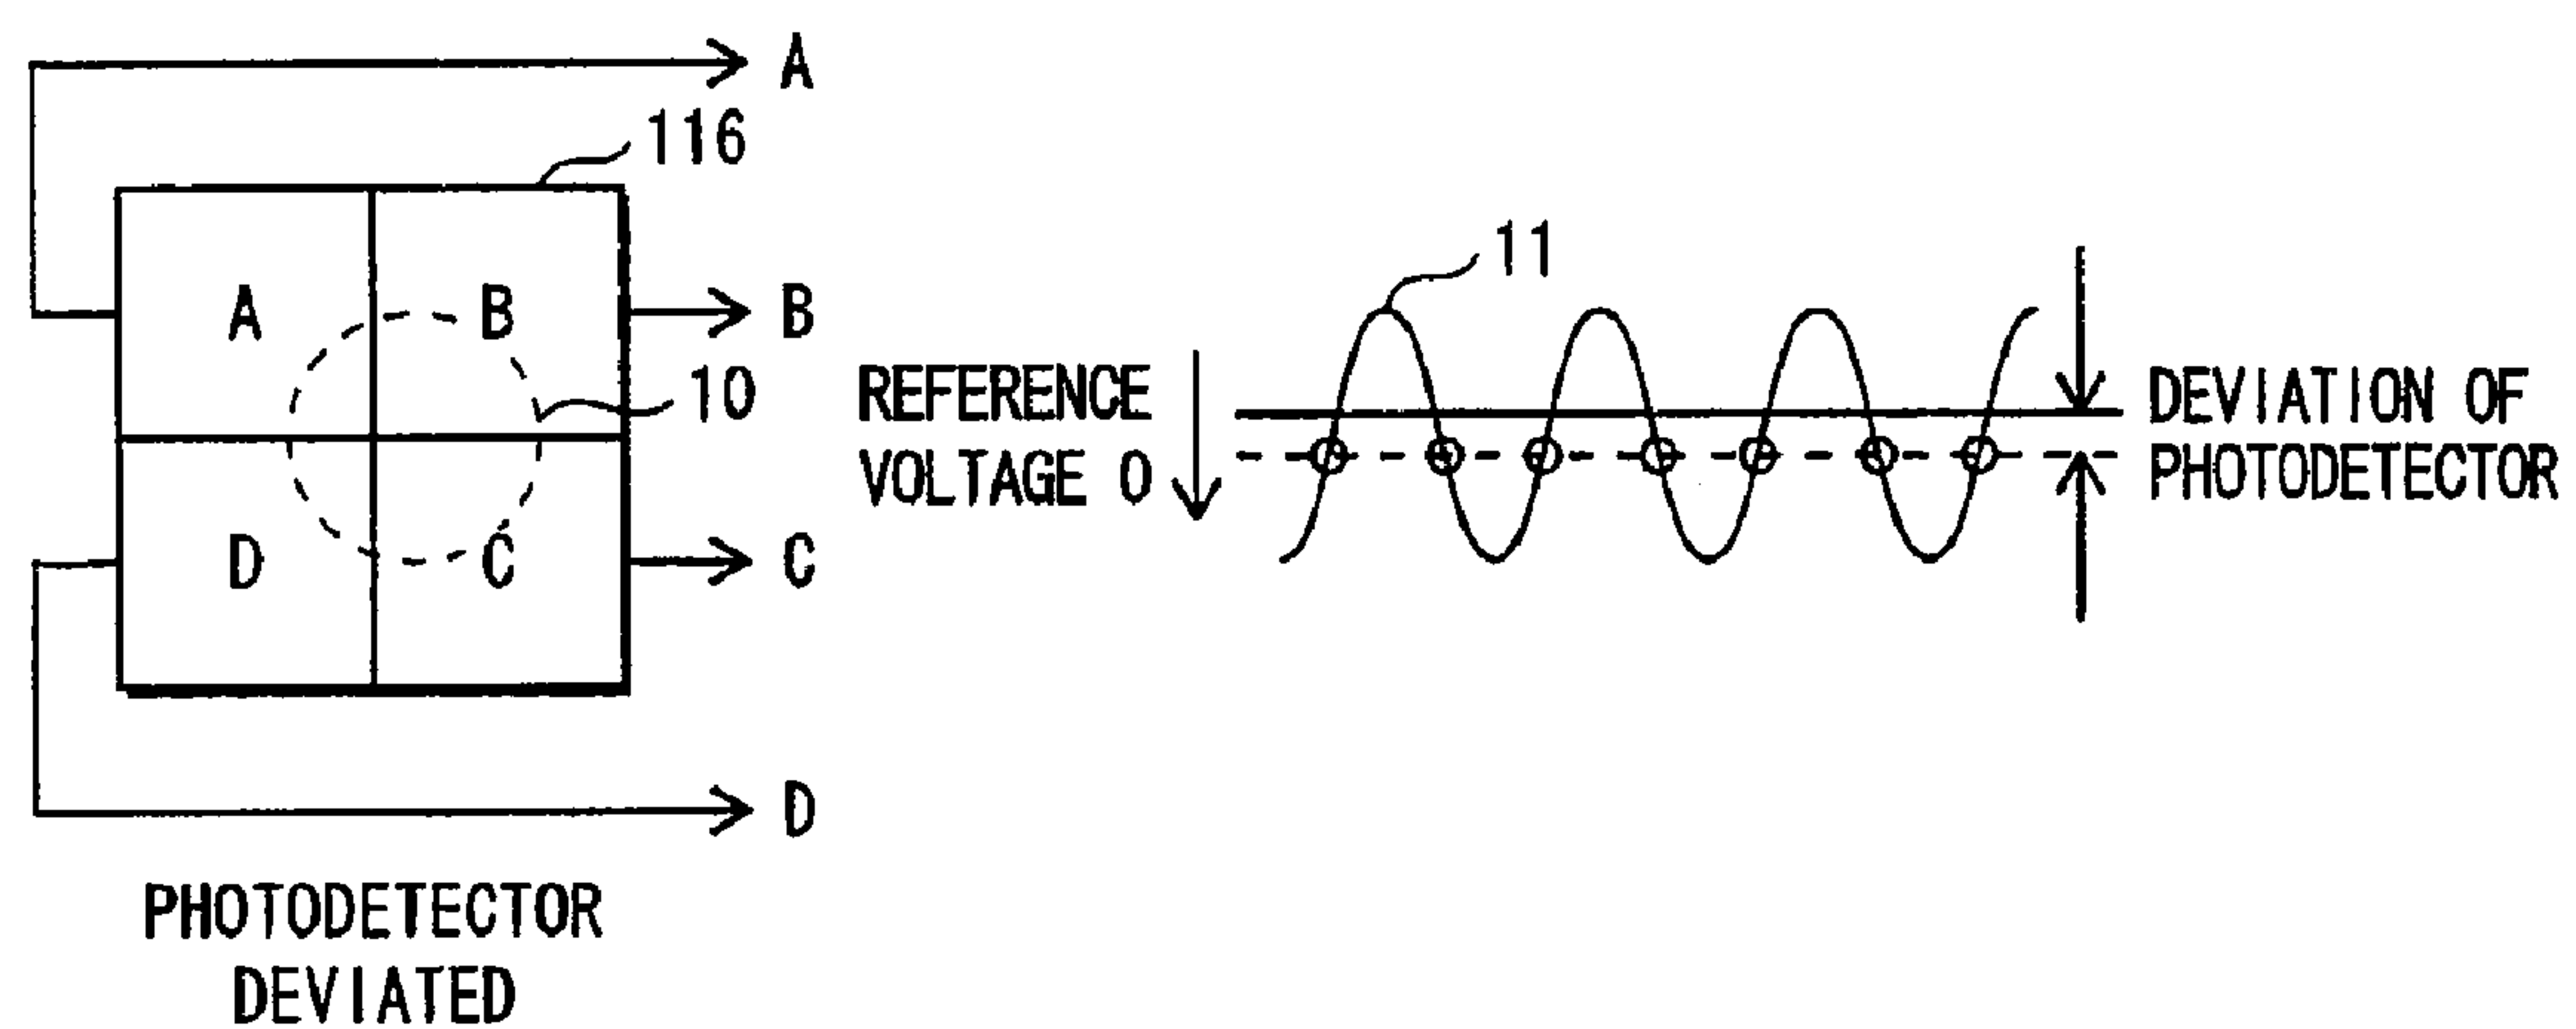 A
116
A
B
B
10
D
C
C
D
PHOTODETECTOR
DEVIATED
11
REFERENCE
VOLTAGE 0
DEVIATION OF
PHOTODETECTOR